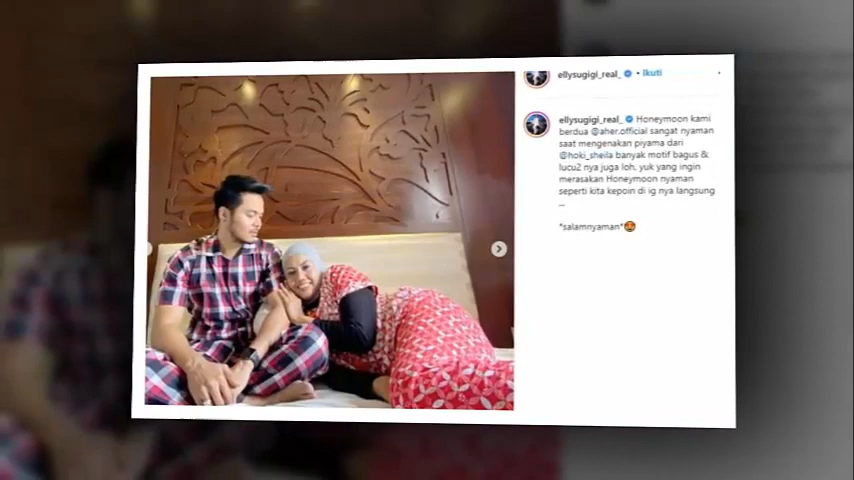 ellysugigi_real_ • Ikuti
ellysugigi_real_ Honeymoon kami
berdua @aher.official sangat nyaman
saat mengenakan piyama dari
@hoki_sheila banyak motif bagus &
lucu2 nya juga loh, yuk yang ingin
merasakan Honeymoon nyaman
seperti kita kepoin di ig nya langsung
...
*salamnyaman*🤩